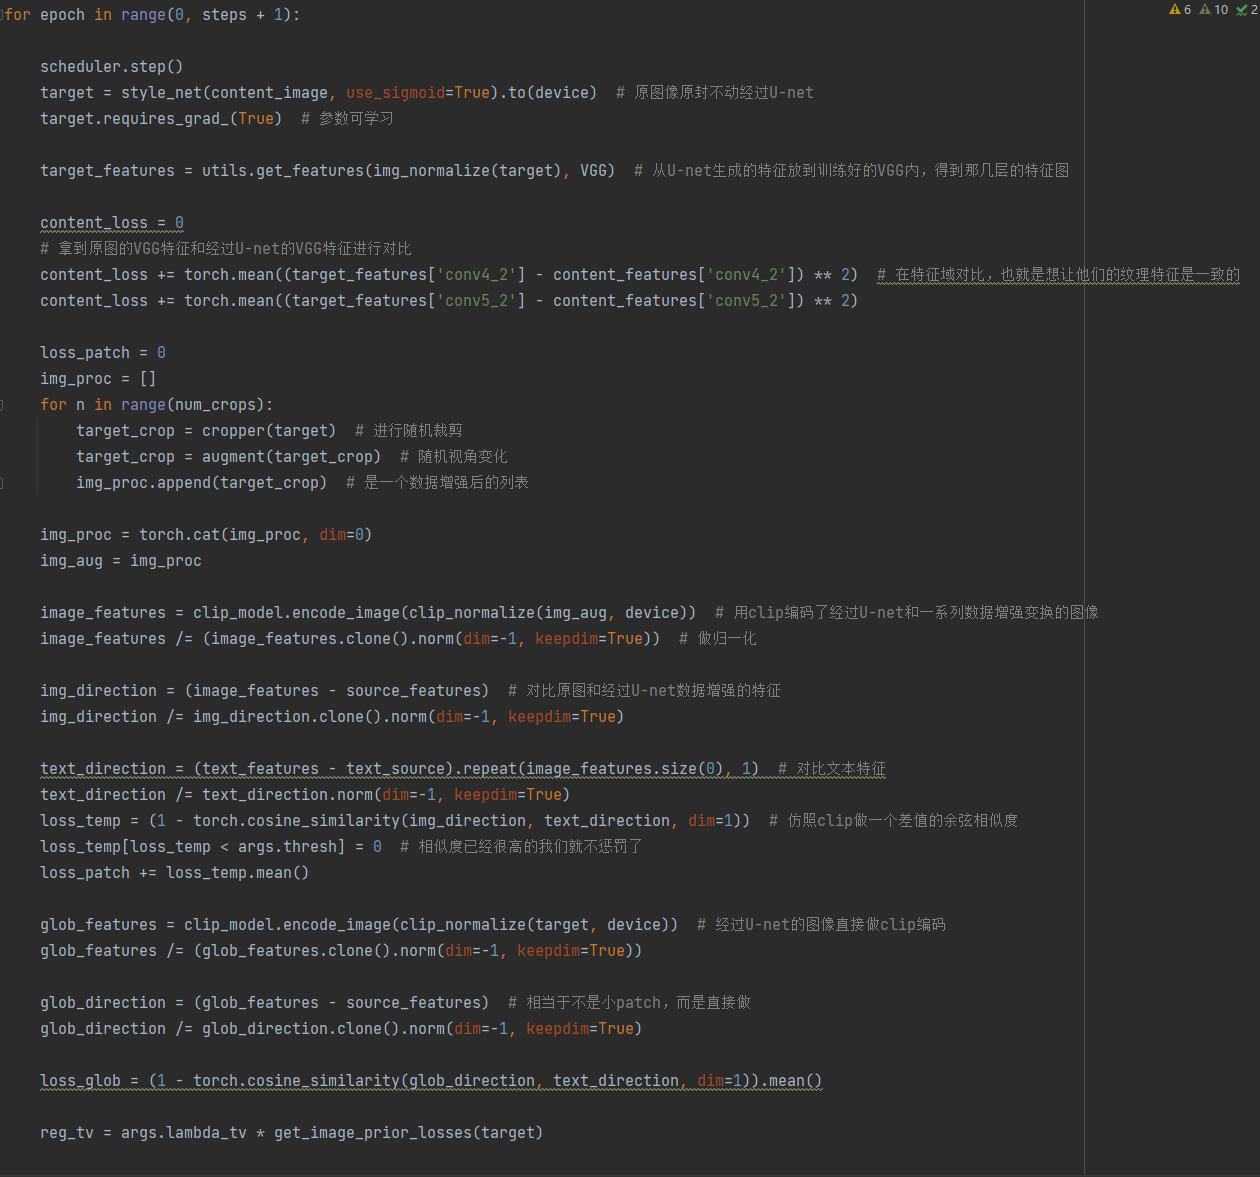 6 10 2
for epoch in range(0, steps + 1):
scheduler.step()
target = style_net(content_image, use_sigmoid=True).to(device)  # 原图像原封不动经过U-net
target.requires_grad_(True)  # 参数可学习
target_features = utils.get_features(img_normalize(target), VGG)  # 从U-net生成的特征放到训练好的VGG内，得到那几层的特征图
content_loss = 0
# 拿到原图的VGG特征和经过U-net的VGG特征进行对比
content_loss += torch.mean((target_features['conv4_2'] - content_features['conv4_2']) ** 2)  # 在特征域对比，也就是想让他们的纹理特征是一致的
content_loss += torch.mean((target_features['conv5_2'] - content_features['conv5_2']) ** 2)
loss_patch = 0
img_proc = []
for n in range(num_crops):
target_crop = cropper(target)  # 进行随机裁剪
target_crop = augment(target_crop)  # 随机视角变化
img_proc.append(target_crop)  # 是一个数据增强后的列表
img_proc = torch.cat(img_proc, dim=0)
img_aug = img_proc
image_features = clip_model.encode_image(clip_normalize(img_aug, device))  # 用clip编码了经过U-net和一系列数据增强变换的图像
image_features /= (image_features.clone().norm(dim=-1, keepdim=True))  # 做归一化
img_direction = (image_features - source_features)  # 对比原图和经过U-net数据增强的特征
img_direction /= img_direction.clone().norm(dim=-1, keepdim=True)
text_direction = (text_features - text_source).repeat(image_features.size(0), 1)  # 对比文本特征
text_direction /= text_direction.norm(dim=-1, keepdim=True)
loss_temp = (1 - torch.cosine_similarity(img_direction, text_direction, dim=1))  # 仿照clip做一个差值的余弦相似度
loss_temp[loss_temp < args.thresh] = 0  # 相似度已经很高的我们就不惩罚了
loss_patch += loss_temp.mean()
glob_features = clip_model.encode_image(clip_normalize(target, device))  # 经过U-net的图像直接做clip编码
glob_features /= (glob_features.clone().norm(dim=-1, keepdim=True))
glob_direction = (glob_features - source_features)  # 相当于不是小patch，而是直接做
glob_direction /= glob_direction.clone().norm(dim=-1, keepdim=True)
loss_glob = (1 - torch.cosine_similarity(glob_direction, text_direction, dim=1)).mean()
reg_tv = args.lambda_tv * get_image_prior_losses(target)